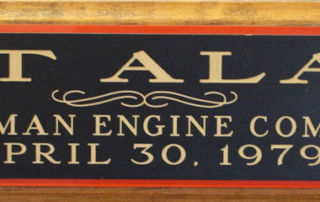 T ALA
MAN ENGINE COM
PRIL 30, 1979